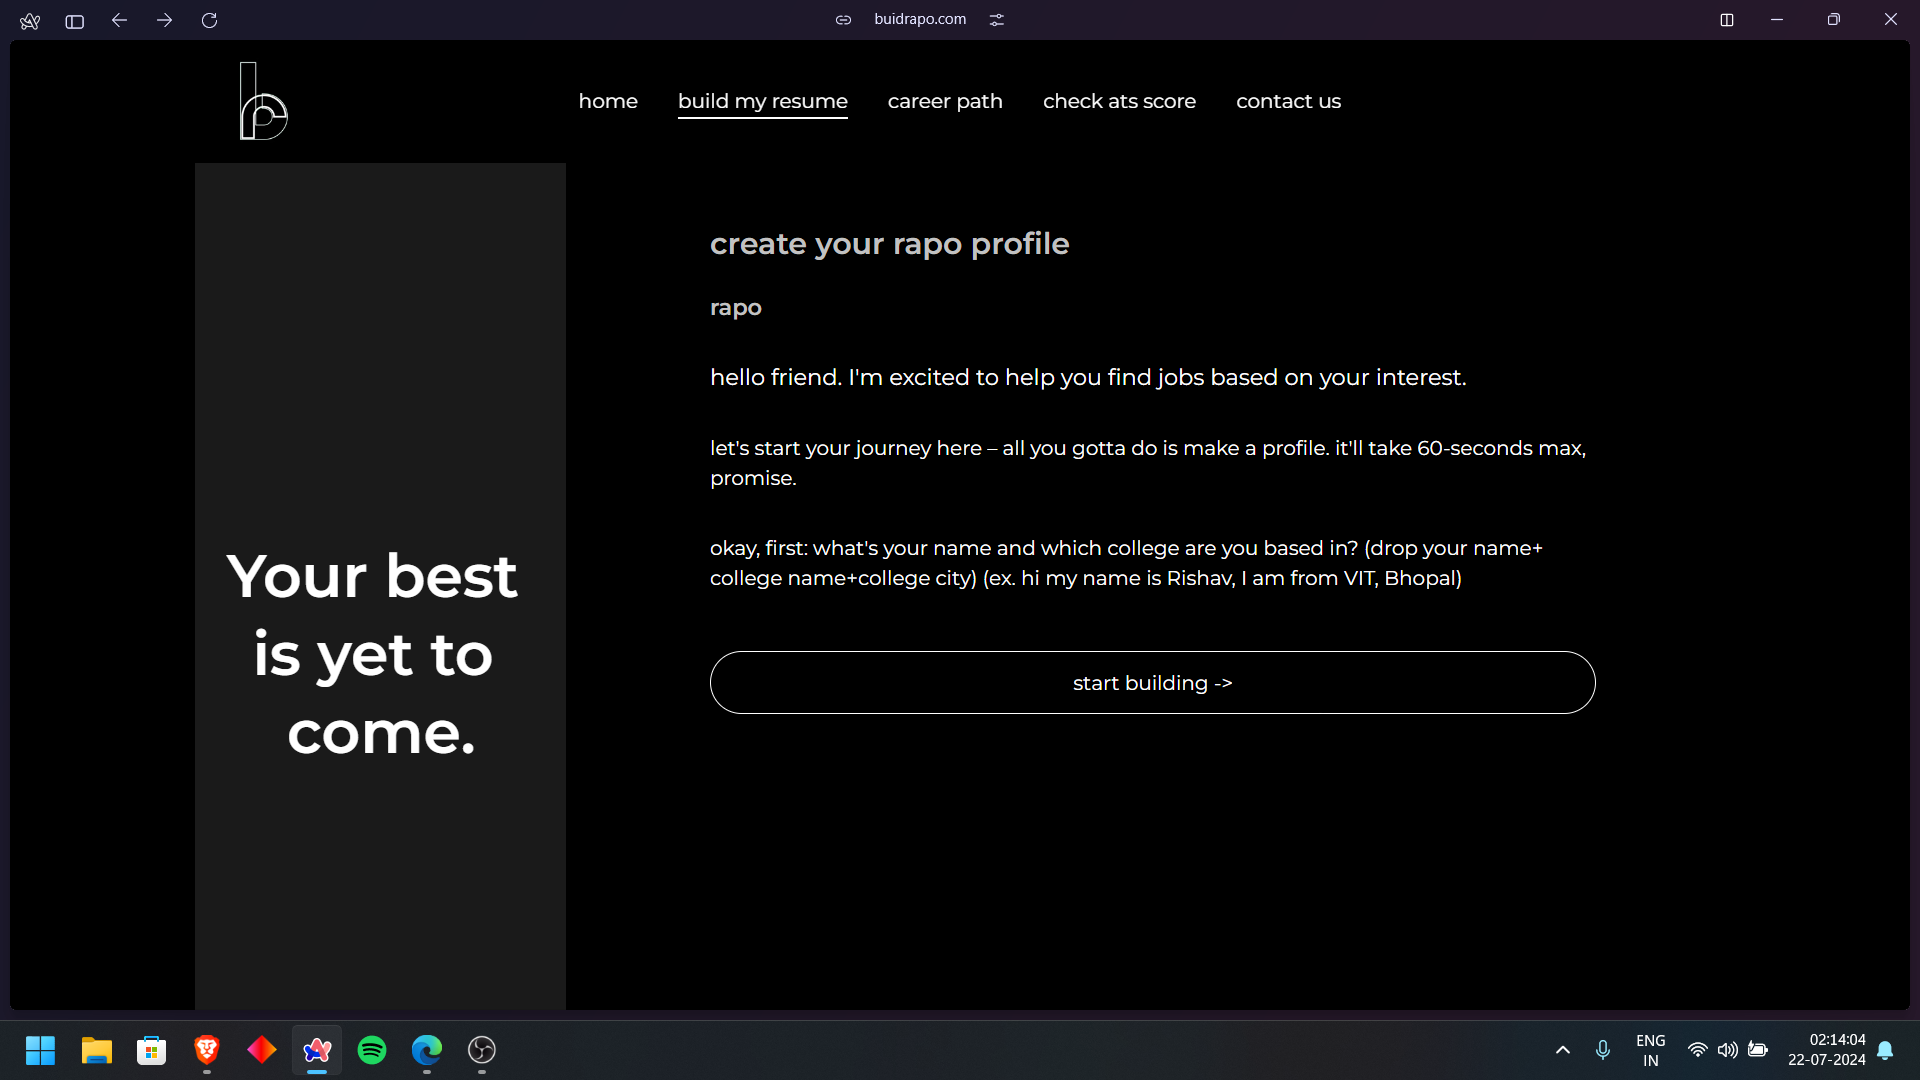 buidrapo.com
home build my resume career path check ats score contact us
Your best
is yet to
come.
create your rapo profile
rapo
hello friend. I'm excited to help you find jobs based on your interest.
let's start your journey here – all you gotta do is make a profile. it'll take 60-seconds max,
promise.
okay, first: what's your name and which college are you based in? (drop your name+
college name+college city) (ex. hi my name is Rishav, I am from VIT, Bhopal)
start building ->
ENG
IN
02:14:04
22-07-2024